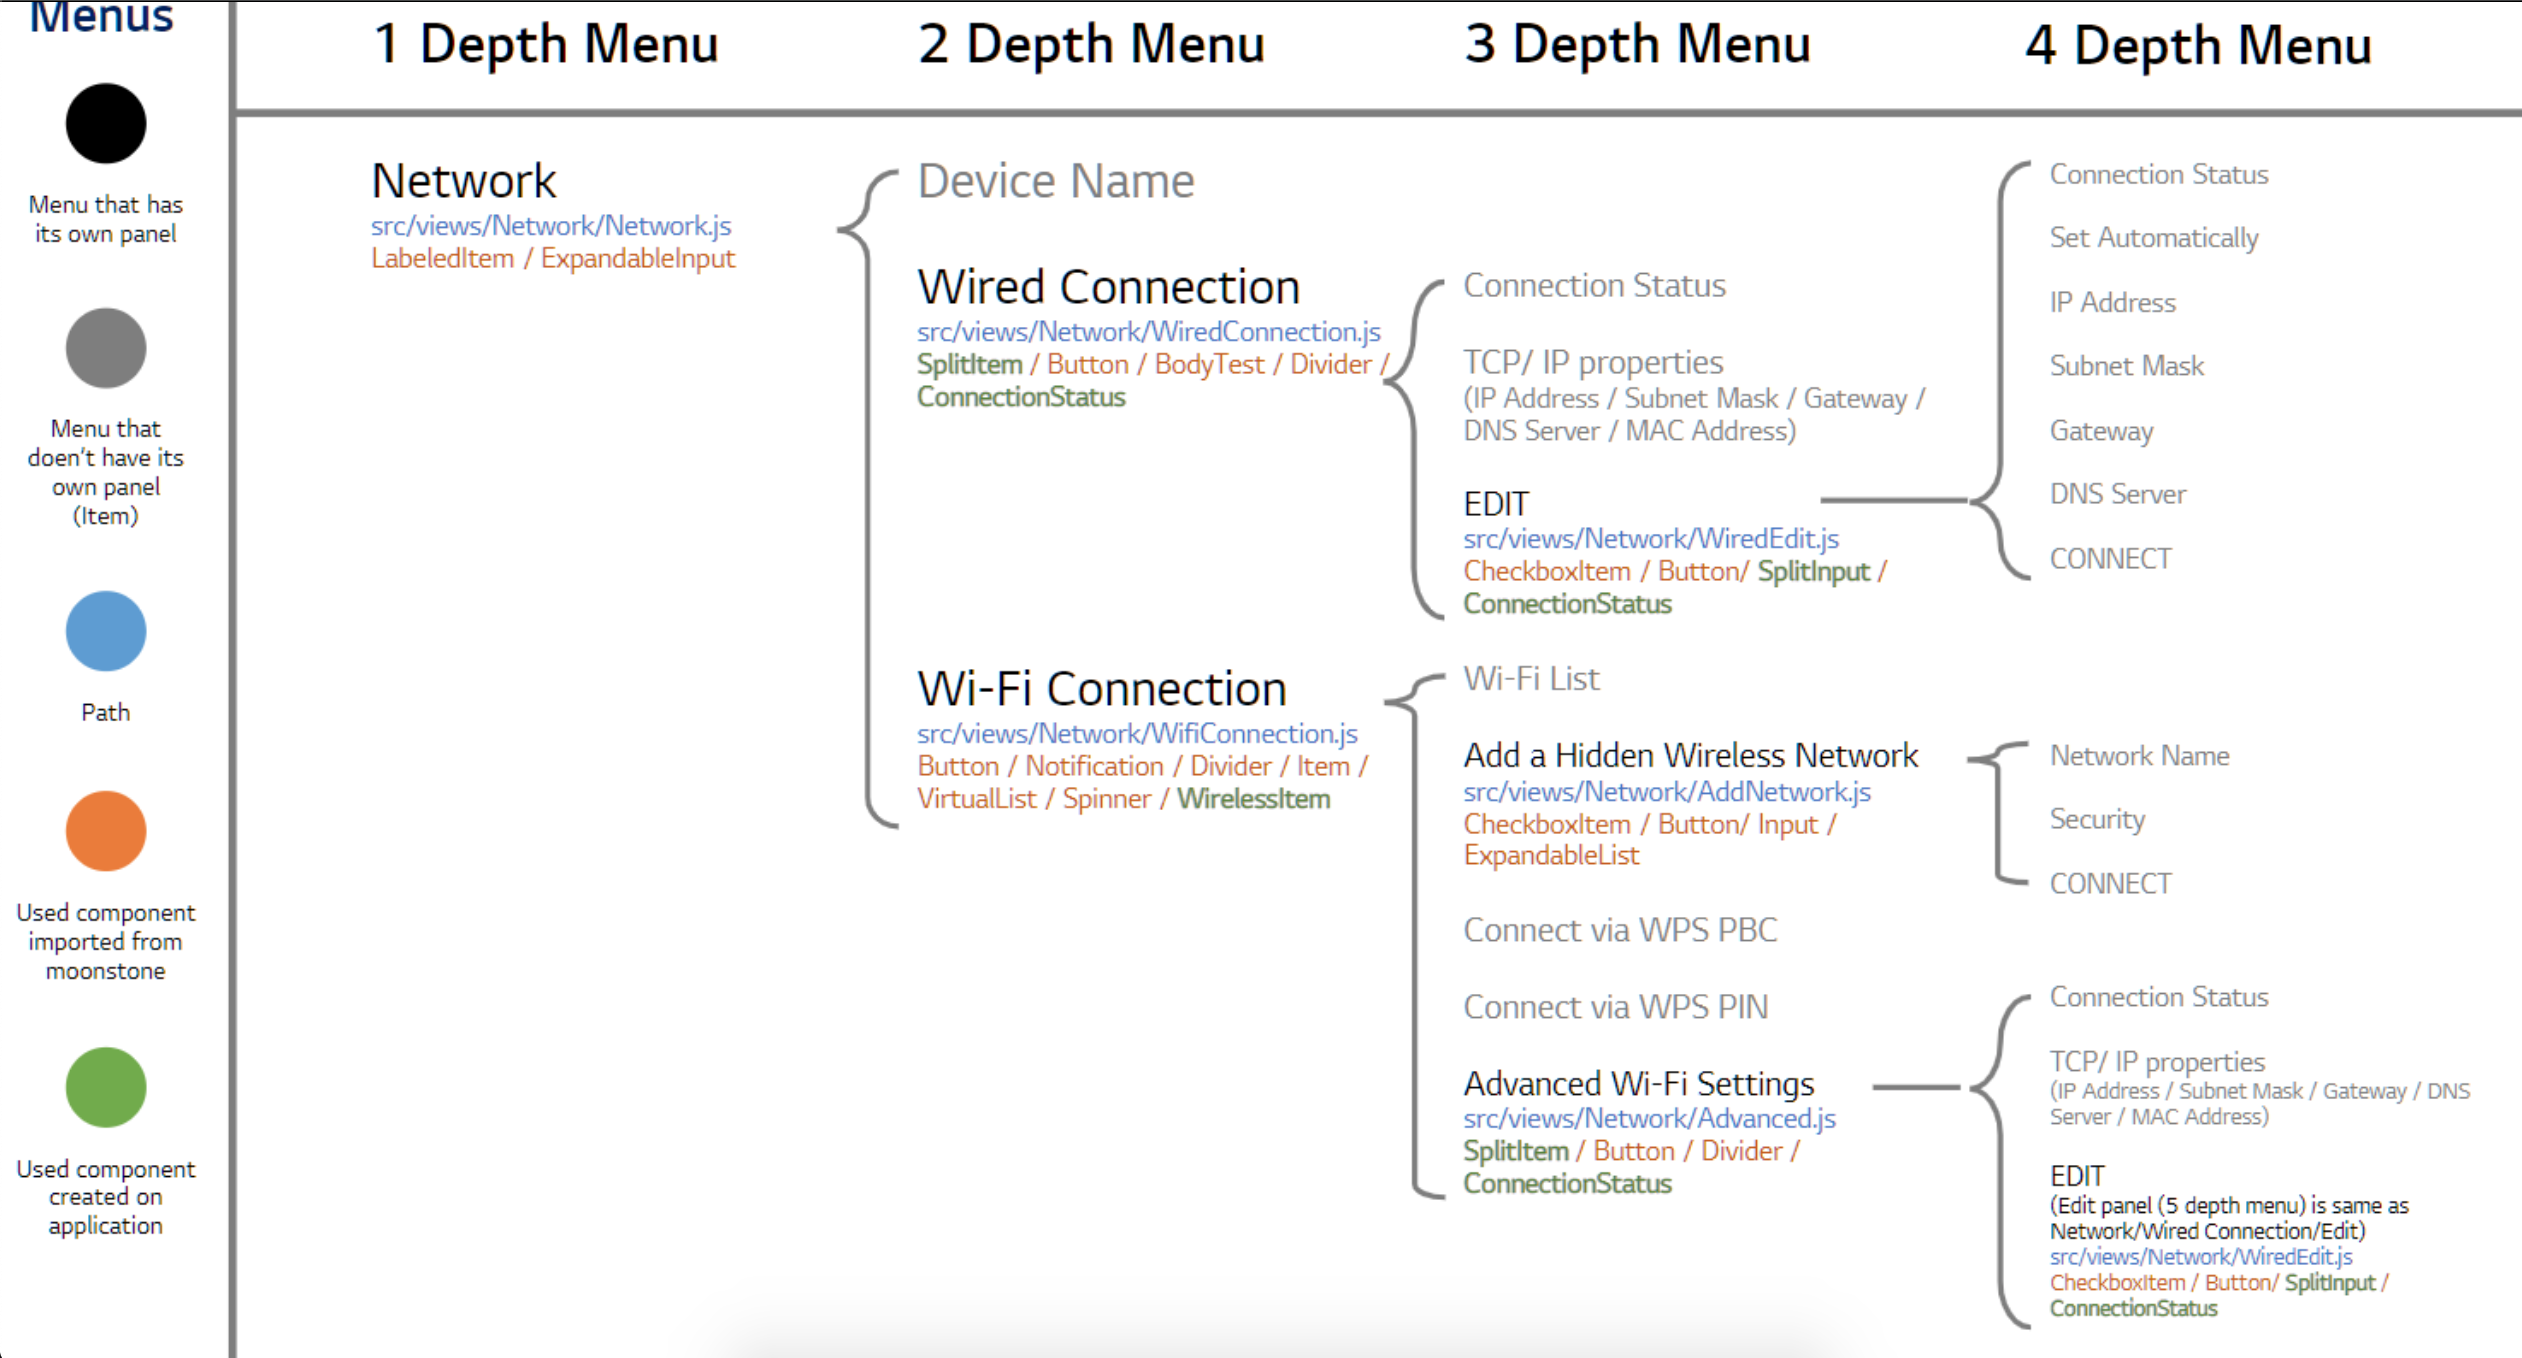 Menus
Menu that has
its own panel
Menu that
doen't have its
own panel
(Item)
Path
Used component
imported from
moonstone
Used component
created on
application
1 Depth Menu
2 Depth Menu
3 Depth Menu
4 Depth Menu
Network
src/views/Network/Network.js
LabeledItem / ExpandableInput
Device Name
Wired Connection
src/views/Network/WiredConnection.js
SplitItem / Button / BodyTest / Divider /
ConnectionStatus
Wi-Fi Connection
src/views/Network/WifiConnection.js
Button / Notification / Divider / Item /
VirtualList / Spinner / WirelessItem
Connection Status
TCP/ IP properties
(IP Address / Subnet Mask / Gateway /
DNS Server / MAC Address)
EDIT
src/views/Network/WiredEdit.js
CheckboxItem / Button/ SplitInput /
ConnectionStatus
Wi-Fi List
Add a Hidden Wireless Network
src/views/Network/AddNetwork.js
CheckboxItem / Button/ Input /
ExpandableList
Connect via WPS PBC
Connect via WPS PIN
Advanced Wi-Fi Settings
src/views/Network/Advanced.js
SplitItem / Button / Divider /
ConnectionStatus
Connection Status
Set Automatically
IP Address
Subnet Mask
Gateway
DNS Server
CONNECT
Network Name
Security
CONNECT
Connection Status
TCP/ IP properties
(IP Address / Subnet Mask / Gateway / DNS
Server / MAC Address)
EDIT
(Edit panel (5 depth menu) is same as
Network/Wired Connection/Edit)
src/views/Network/WiredEdit.js
CheckboxItem / Button/ SplitInput /
ConnectionStatus